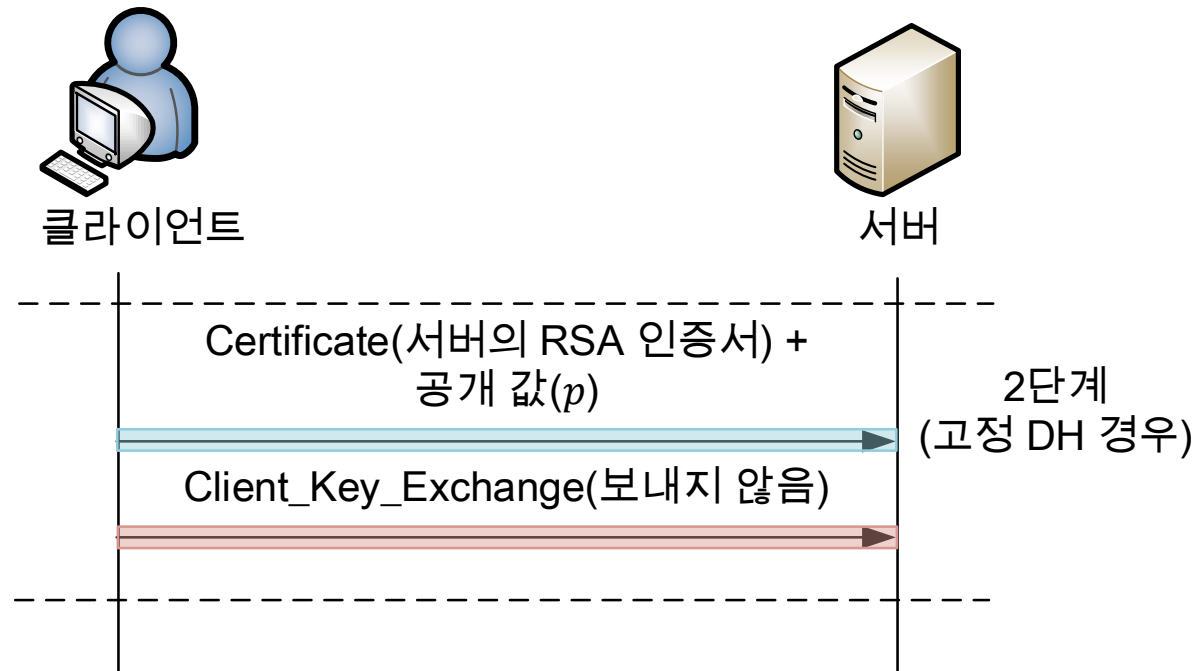 클라이언트
서버
Certificate(서버의 RSA 인증서) +
공개 값(p)
2단계
(고정 DH 경우)
Client_Key_Exchange(보내지 않음)